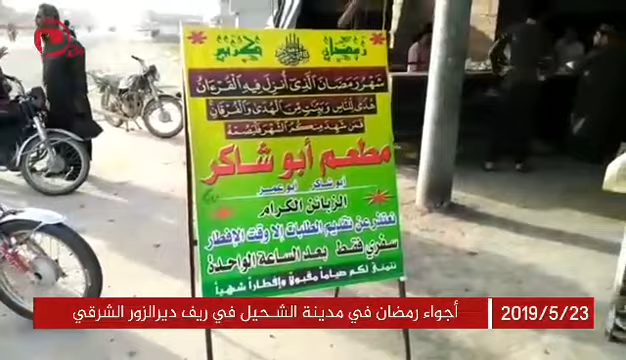 رمضان كريم
شهر رمضان الذي أنزل فيه القرآن
هدى للناس وبينت من الهدى والفرقان
فمن شهد منكم الشهر فليصمه
مطعم أبو شاكر
أبو شاكر أبو عمير
الزبائن الكرام
نعتذر عن تقديم الطلبات إلا وقت الإفطار
سفري فقط بعد الساعة الواحدة
نتمنى لكم صياماً مقبولاً وإفطاراً شهياً
أجواء رمضان في مدينة الشحيل في ريف ديرالزور الشرقي
2019/5/23